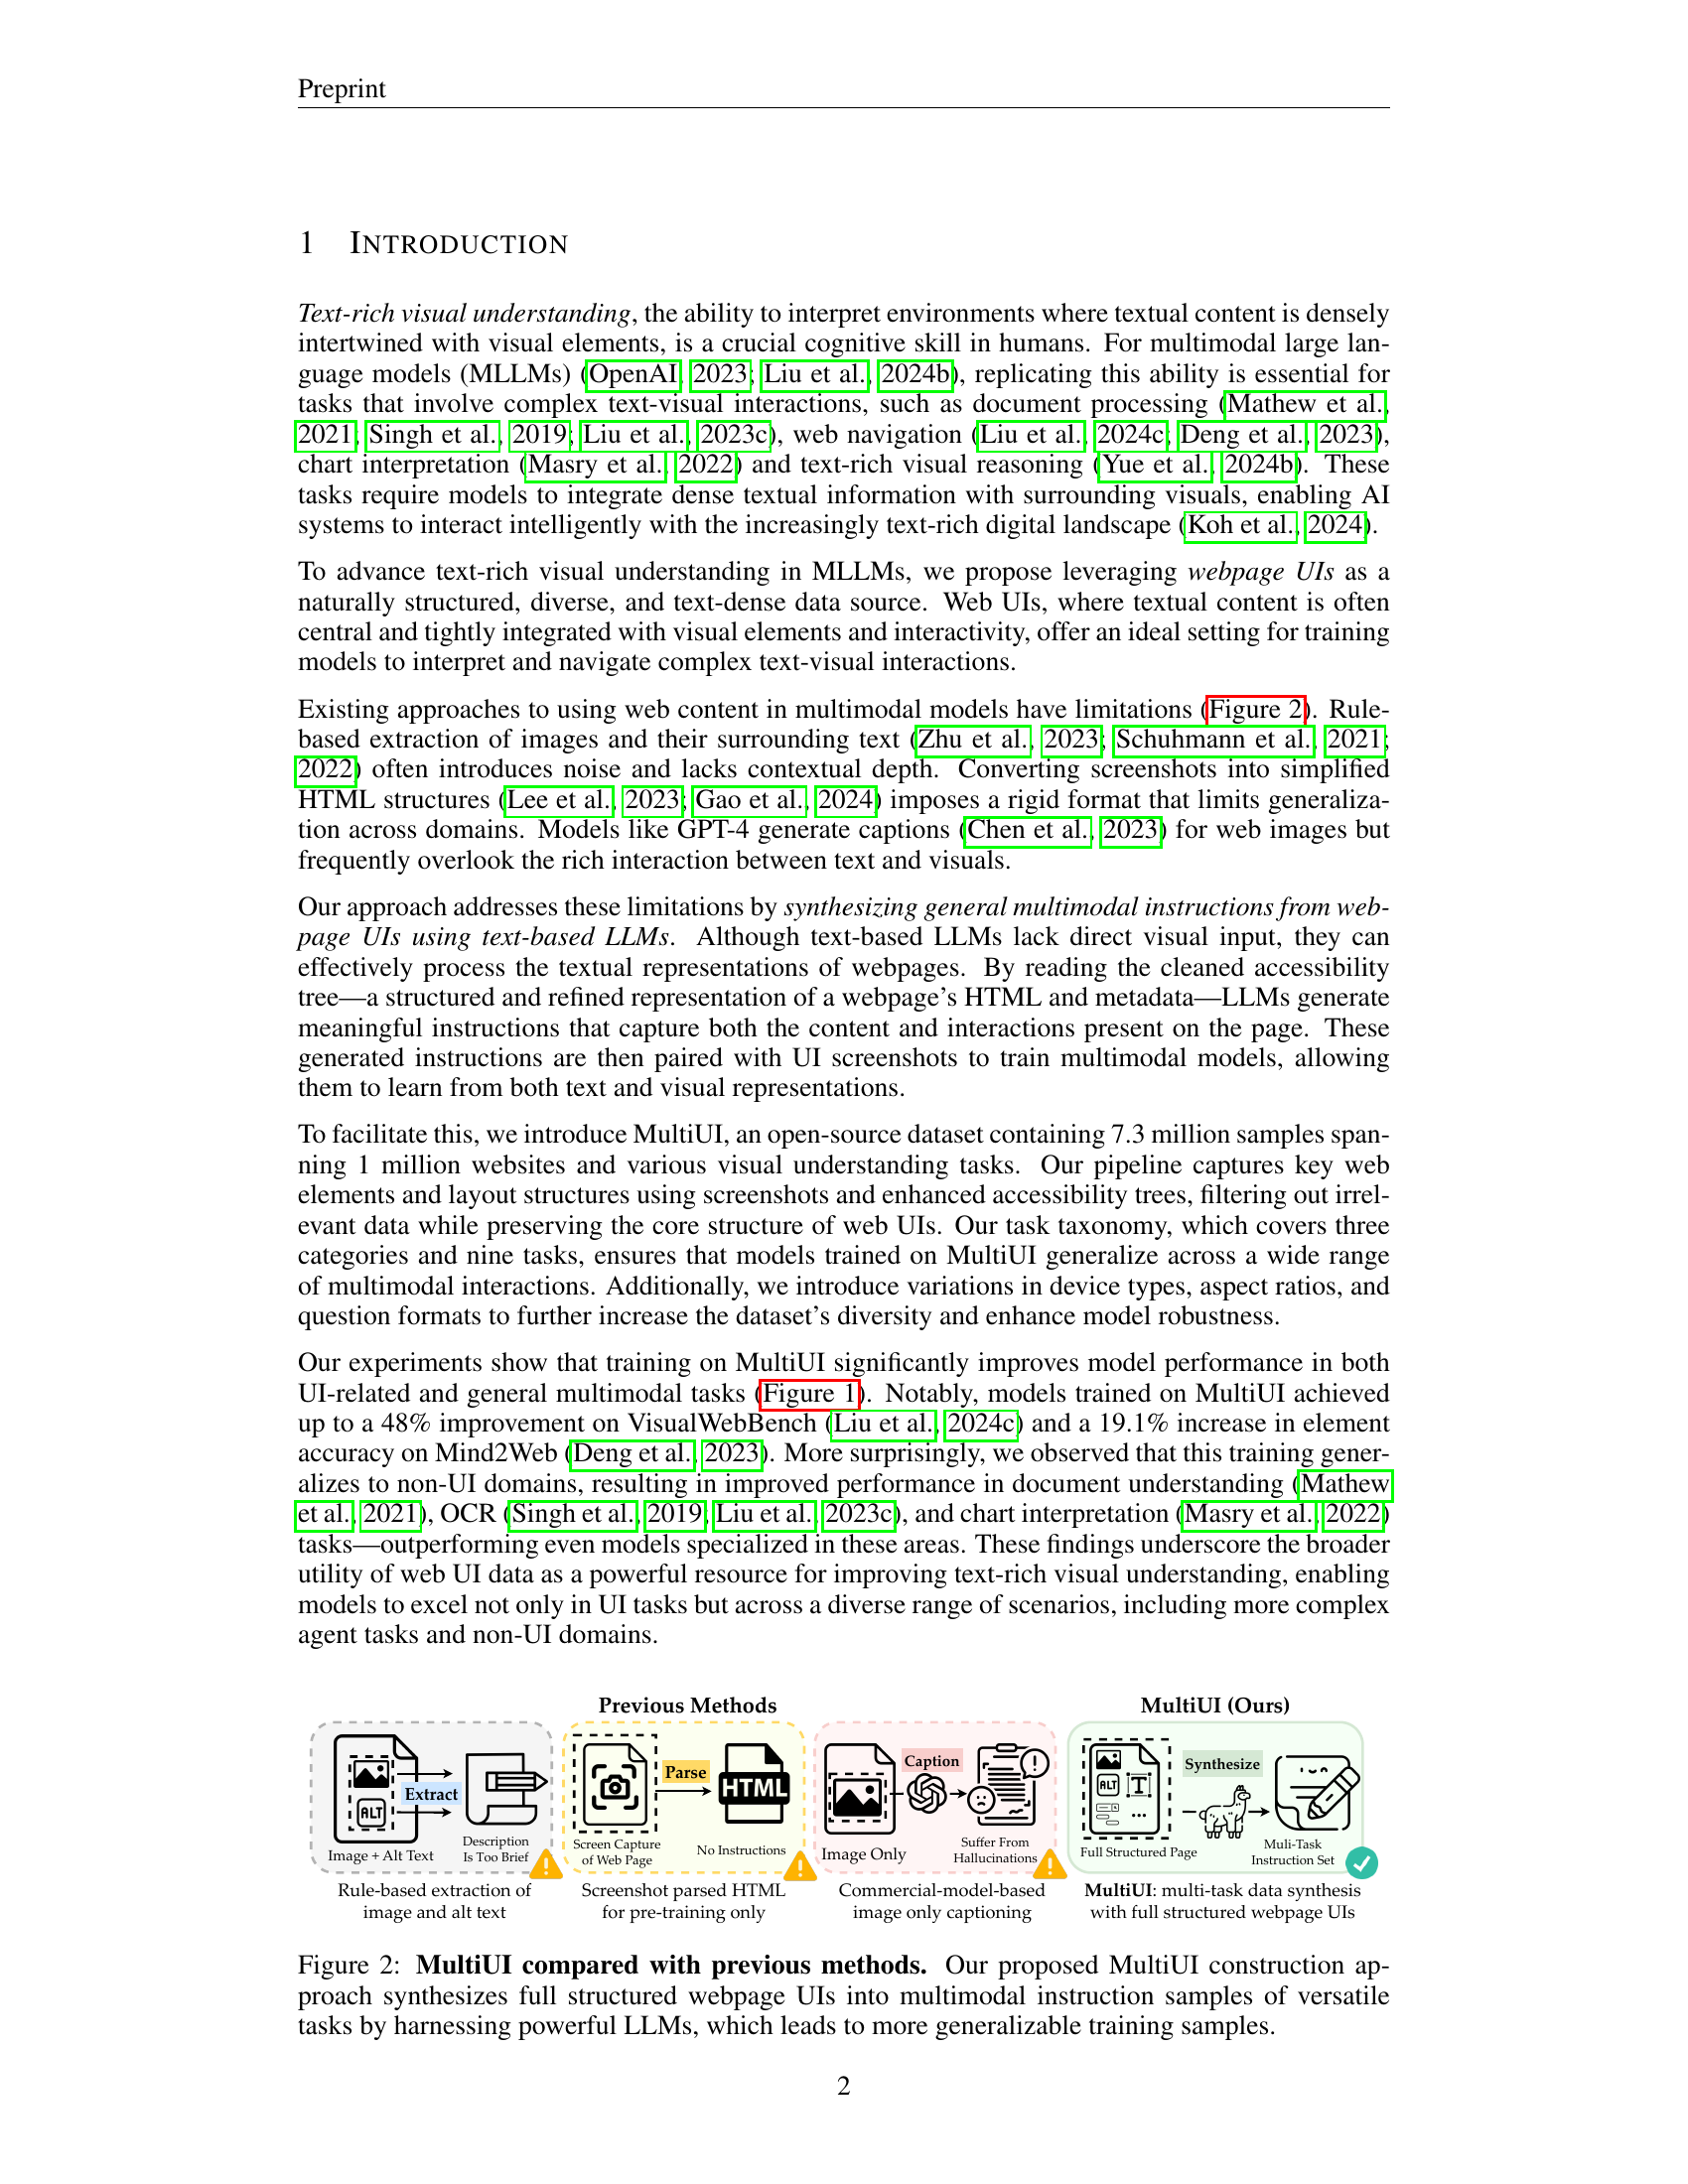 Preprint
1 INTRODUCTION
Text-rich visual understanding, the ability to interpret environments where textual content is densely
intertwined with visual elements, is a crucial cognitive skill in humans. For multimodal large lan-
guage models (MLLMs) (OpenAI, 2023; Liu et al., 2024b), replicating this ability is essential for
tasks that involve complex text-visual interactions, such as document processing (Mathew et al.,
2021; Singh et al., 2019; Liu et al., 2023c), web navigation (Liu et al., 2024c; Deng et al., 2023),
chart interpretation (Masry et al., 2022) and text-rich visual reasoning (Yue et al., 2024b). These
tasks require models to integrate dense textual information with surrounding visuals, enabling AI
systems to interact intelligently with the increasingly text-rich digital landscape (Koh et al., 2024).
To advance text-rich visual understanding in MLLMs, we propose leveraging webpage UIs as a
naturally structured, diverse, and text-dense data source. Web UIs, where textual content is often
central and tightly integrated with visual elements and interactivity, offer an ideal setting for training
models to interpret and navigate complex text-visual interactions.
Existing approaches to using web content in multimodal models have limitations (Figure 2). Rule-
based extraction of images and their surrounding text (Zhu et al., 2023; Schuhmann et al., 2021;
2022) often introduces noise and lacks contextual depth. Converting screenshots into simplified
HTML structures (Lee et al., 2023; Gao et al., 2024) imposes a rigid format that limits generaliza-
tion across domains. Models like GPT-4 generate captions (Chen et al., 2023) for web images but
frequently overlook the rich interaction between text and visuals.
Our approach addresses these limitations by synthesizing general multimodal instructions from web-
page UIs using text-based LLMs. Although text-based LLMs lack direct visual input, they can
effectively process the textual representations of webpages. By reading the cleaned accessibility
tree—a structured and refined representation of a webpage's HTML and metadata—LLMs generate
meaningful instructions that capture both the content and interactions present on the page. These
generated instructions are then paired with UI screenshots to train multimodal models, allowing
them to learn from both text and visual representations.
To facilitate this, we introduce MultiUI, an open-source dataset containing 7.3 million samples span-
ning 1 million websites and various visual understanding tasks. Our pipeline captures key web
elements and layout structures using screenshots and enhanced accessibility trees, filtering out irrel-
evant data while preserving the core structure of web UIs. Our task taxonomy, which covers three
categories and nine tasks, ensures that models trained on MultiUI generalize across a wide range
of multimodal interactions. Additionally, we introduce variations in device types, aspect ratios, and
question formats to further increase the dataset's diversity and enhance model robustness.
Our experiments show that training on MultiUI significantly improves model performance in both
UI-related and general multimodal tasks (Figure 1). Notably, models trained on MultiUI achieved
up to a 48% improvement on VisualWebBench (Liu et al., 2024c) and a 19.1% increase in element
accuracy on Mind2Web (Deng et al., 2023). More surprisingly, we observed that this training gener-
alizes to non-UI domains, resulting in improved performance in document understanding (Mathew
et al., 2021), OCR (Singh et al., 2019; Liu et al., 2023c), and chart interpretation (Masry et al., 2022)
tasks—outperforming even models specialized in these areas. These findings underscore the broader
utility of web UI data as a powerful resource for improving text-rich visual understanding, enabling
models to excel not only in UI tasks but across a diverse range of scenarios, including more complex
agent tasks and non-UI domains.
Previous Methods
MultiUI (Ours)
Extract
ALT
Image + Alt Text
Description
Is Too Brief
Rule-based extraction of
image and alt text
Parse
HTML
Screen Capture
of Web Page
No Instructions
Screenshot parsed HTML
for pre-training only
Caption
Image Only
Suffer From
Hallucinations
Commercial-model-based
image only captioning
Synthesize
ALT
T
...
Full Structured Page
Muli-Task
Instruction Set
MultiUI: multi-task data synthesis
with full structured webpage UIs
Figure 2: MultiUI compared with previous methods. Our proposed MultiUI construction ap-
proach synthesizes full structured webpage UIs into multimodal instruction samples of versatile
tasks by harnessing powerful LLMs, which leads to more generalizable training samples.
2